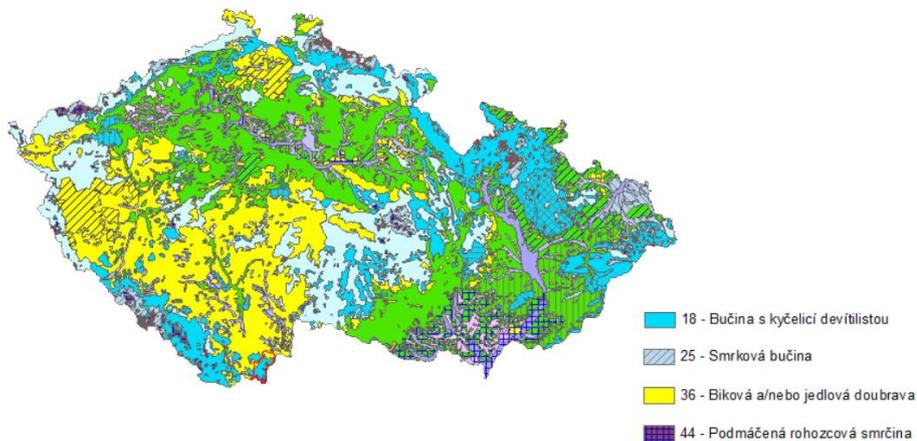 18 - Bučina s kyčelicí devítilistou
25 - Smrková bučina
36 - Biková a/nebo jedlová doubrava
44 - Podmáčená rohozcová smrčina